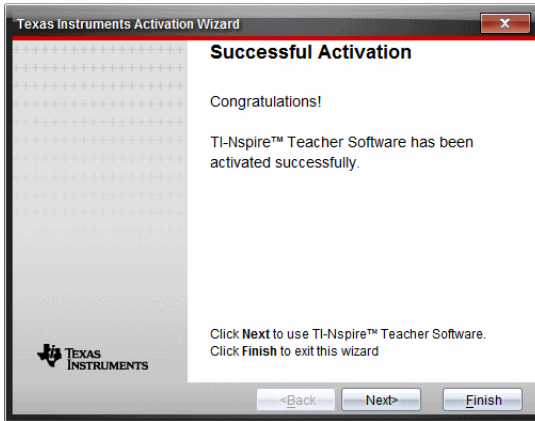 Texas Instruments Activation Wizard
Successful Activation
Congratulations!
TI-Nspire™ Teacher Software has been
activated successfully.
Click Next to use TI-Nspire™ Teacher Software.
Click Finish to exit this wizard
TEXAS
INSTRUMENTS
<Back Next> Finish